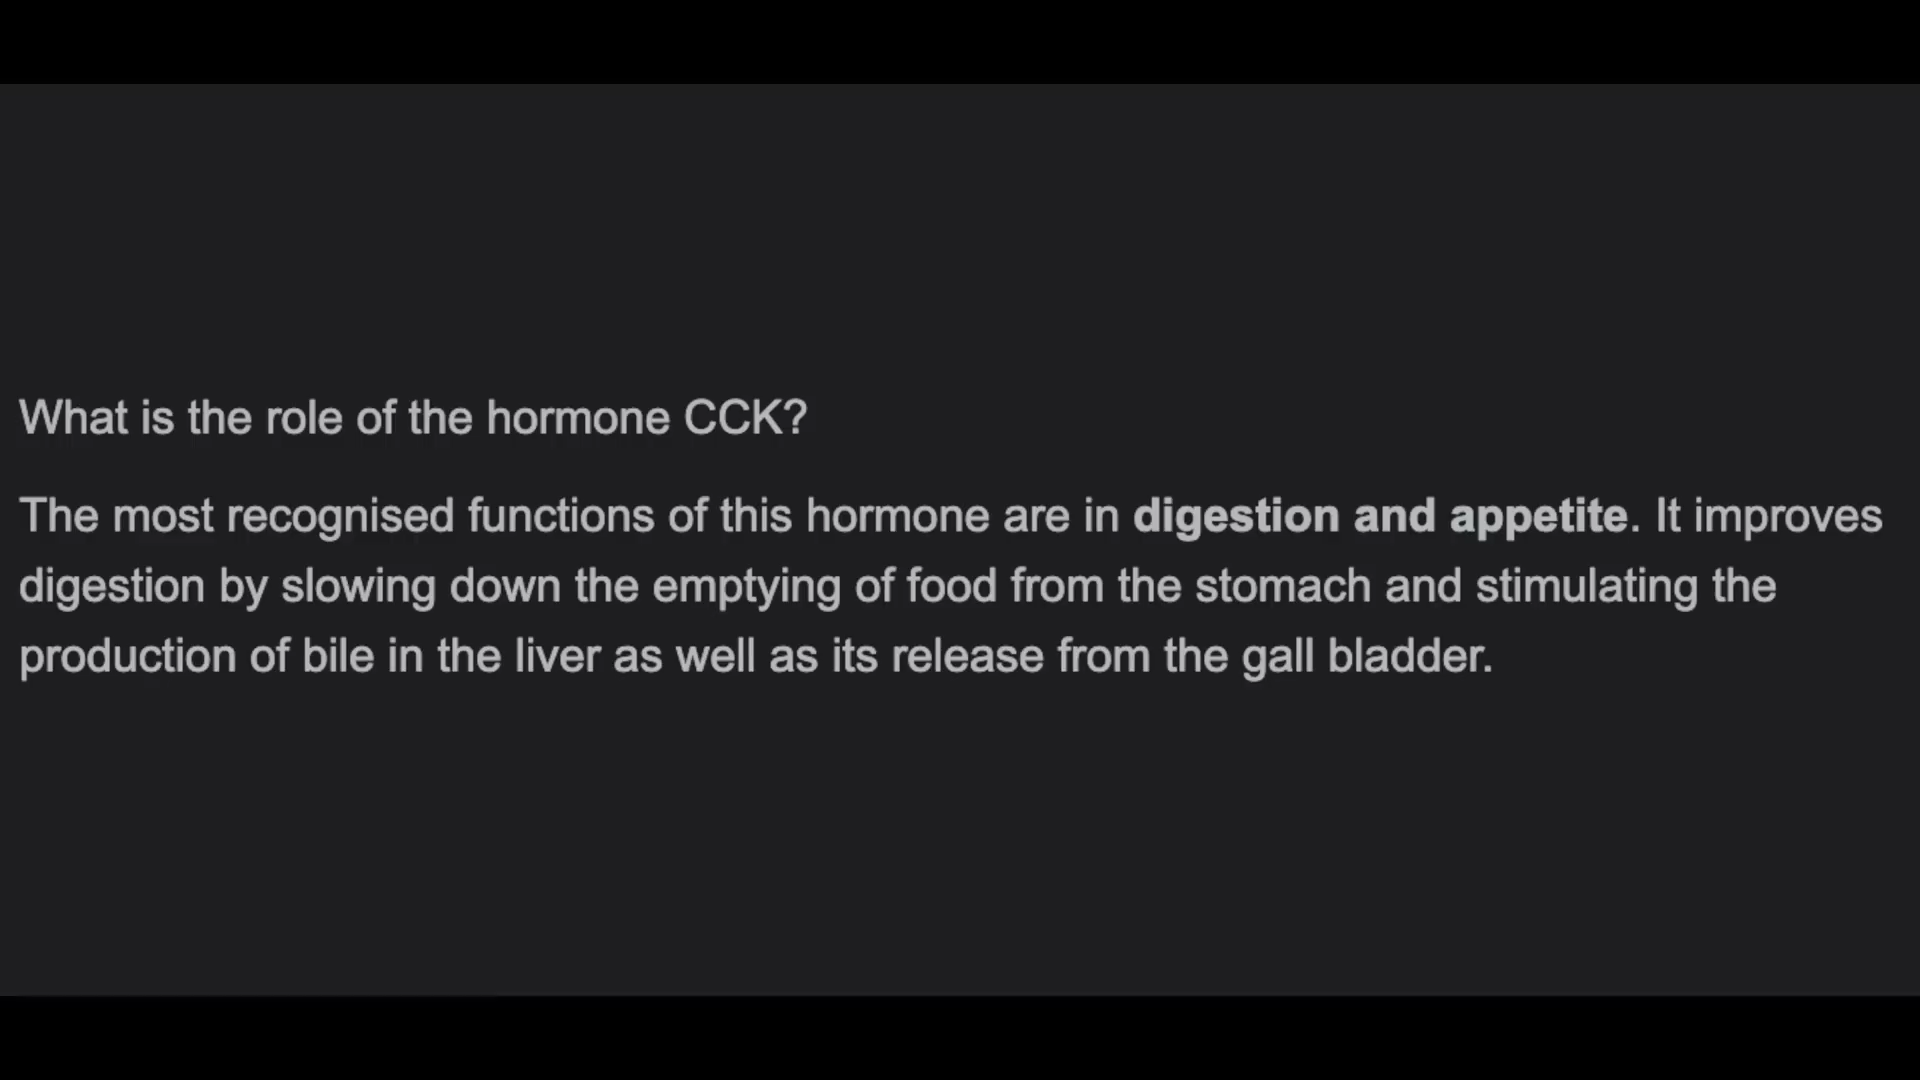 What is the role of the hormone CCK?
The most recognised functions of this hormone are in digestion and appetite. It improves
digestion by slowing down the emptying of food from the stomach and stimulating the
production of bile in the liver as well as its release from the gall bladder.